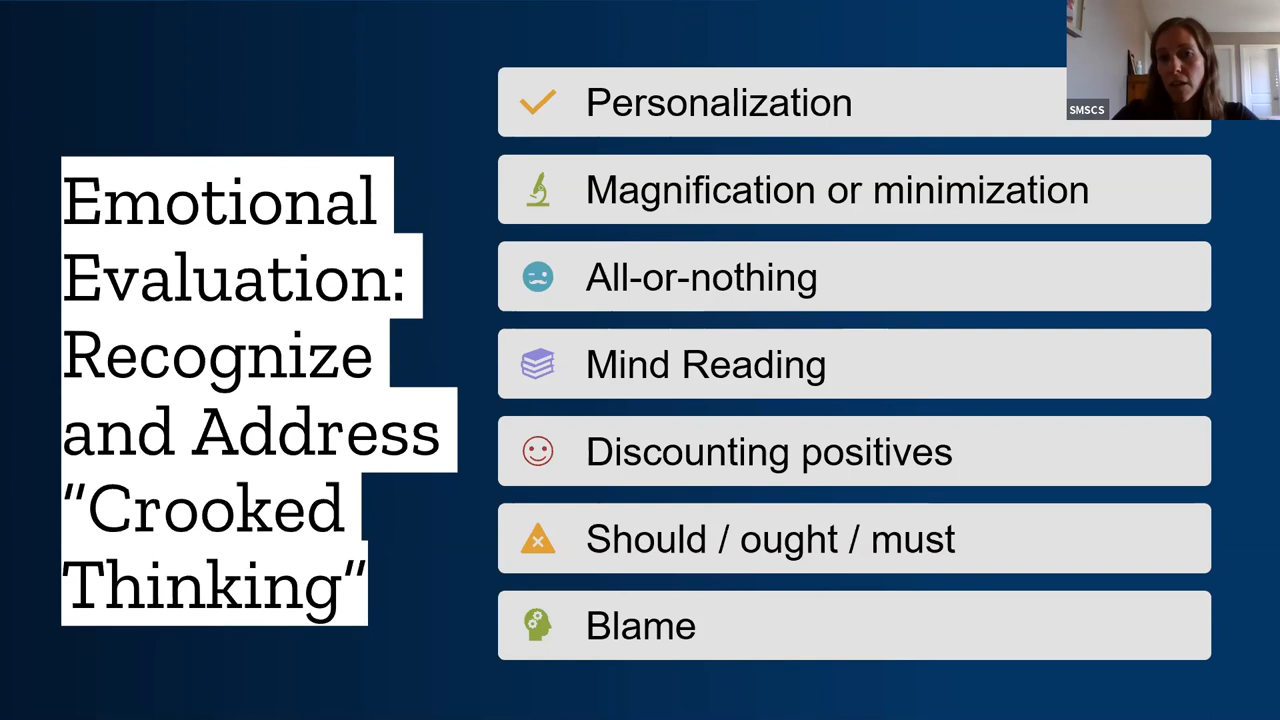 Emotional
Evaluation:
Recognize
and Address
“Crooked
Thinking”
Personalization
Magnification or minimization
All-or-nothing
Mind Reading
Discounting positives
Should / ought / must
Blame
SMSCS